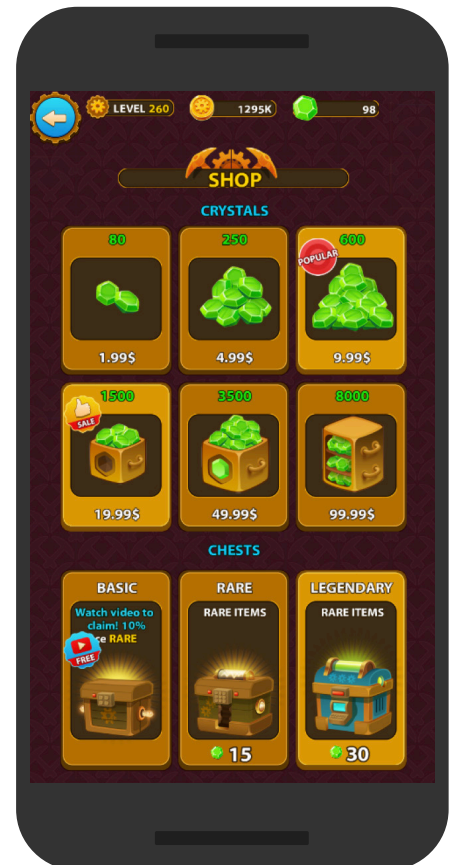 LEVEL 260
1295K
98
SHOP
CRYSTALS
80
250
600
POPULAR
1.99$
4.99$
9.99$
1500
3500
8000
SALE
19.99$
49.99$
99.99$
CHESTS
BASIC
Watch video to
claim! 10%
RARE
FREE
RARE
RARE ITEMS
15
LEGENDARY
RARE ITEMS
30